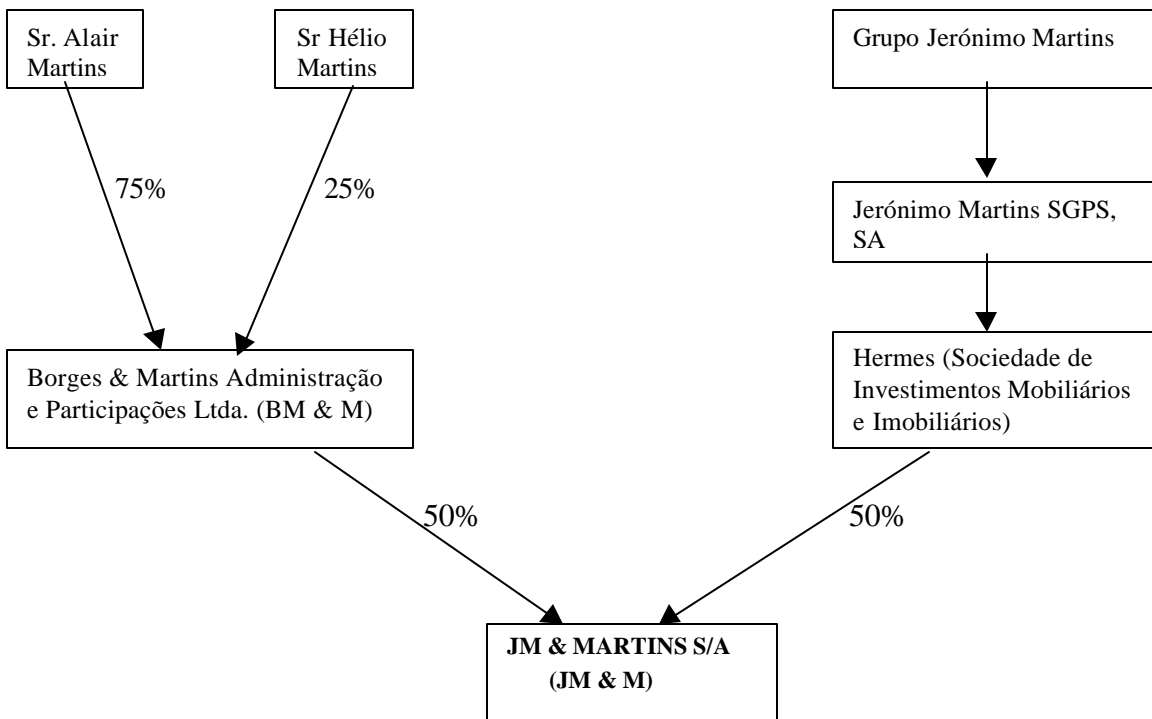 Sr. Alair
Martins
Sr Hélio
Martins
Grupo Jerónimo Martins
75%
25%
Jerónimo Martins SGPS,
SA
Borges & Martins Administração
e Participações Ltda. (BM & M)
Hermes (Sociedade de
Investimentos Mobiliários
e Imobiliários)
50%
50%
JM & MARTINS S/A
(JM & M)